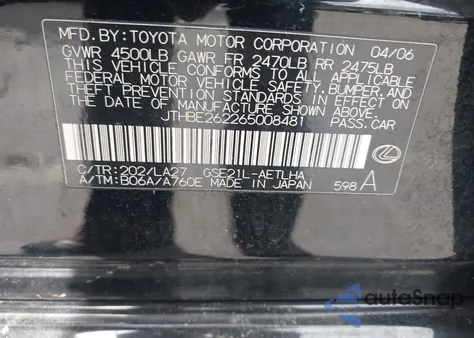 MFD.BY:TOYOTA MOTOR CORPORATION 04/06
GVWR 4500LB GAWR FR 2470LB RR 2475LB
THIS VEHICLE CONFORMS TO ALL APPLICABLE
FEDERAL MOTOR VEHICLE SAFETY, BUMPER, AND
THEFT PREVENTION STANDARDS IN EFFECT ON
THE DATE OF MANUFACTURE SHOWN ABOVE.
JTHBE262265008481 PASS.CAR
C/TR:202/LA27 GSE21L-AETLHA
A/TM:B06A/A760E MADE IN JAPAN 598 A
autoSnap